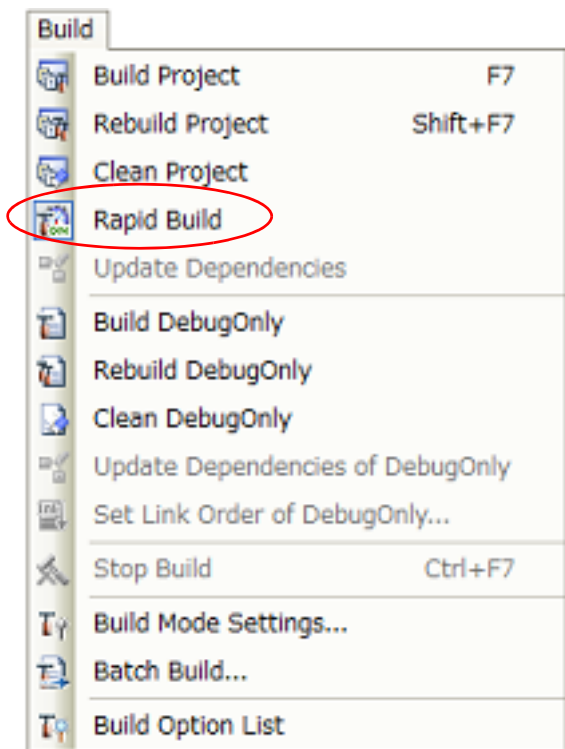 Build
Build Project F7
Rebuild Project Shift+F7
Clean Project
Rapid Build
Update Dependencies
Build DebugOnly
Rebuild DebugOnly
Clean DebugOnly
Update Dependencies of DebugOnly
Set Link Order of DebugOnly...
Stop Build Ctrl+F7
Build Mode Settings...
Batch Build...
Build Option List